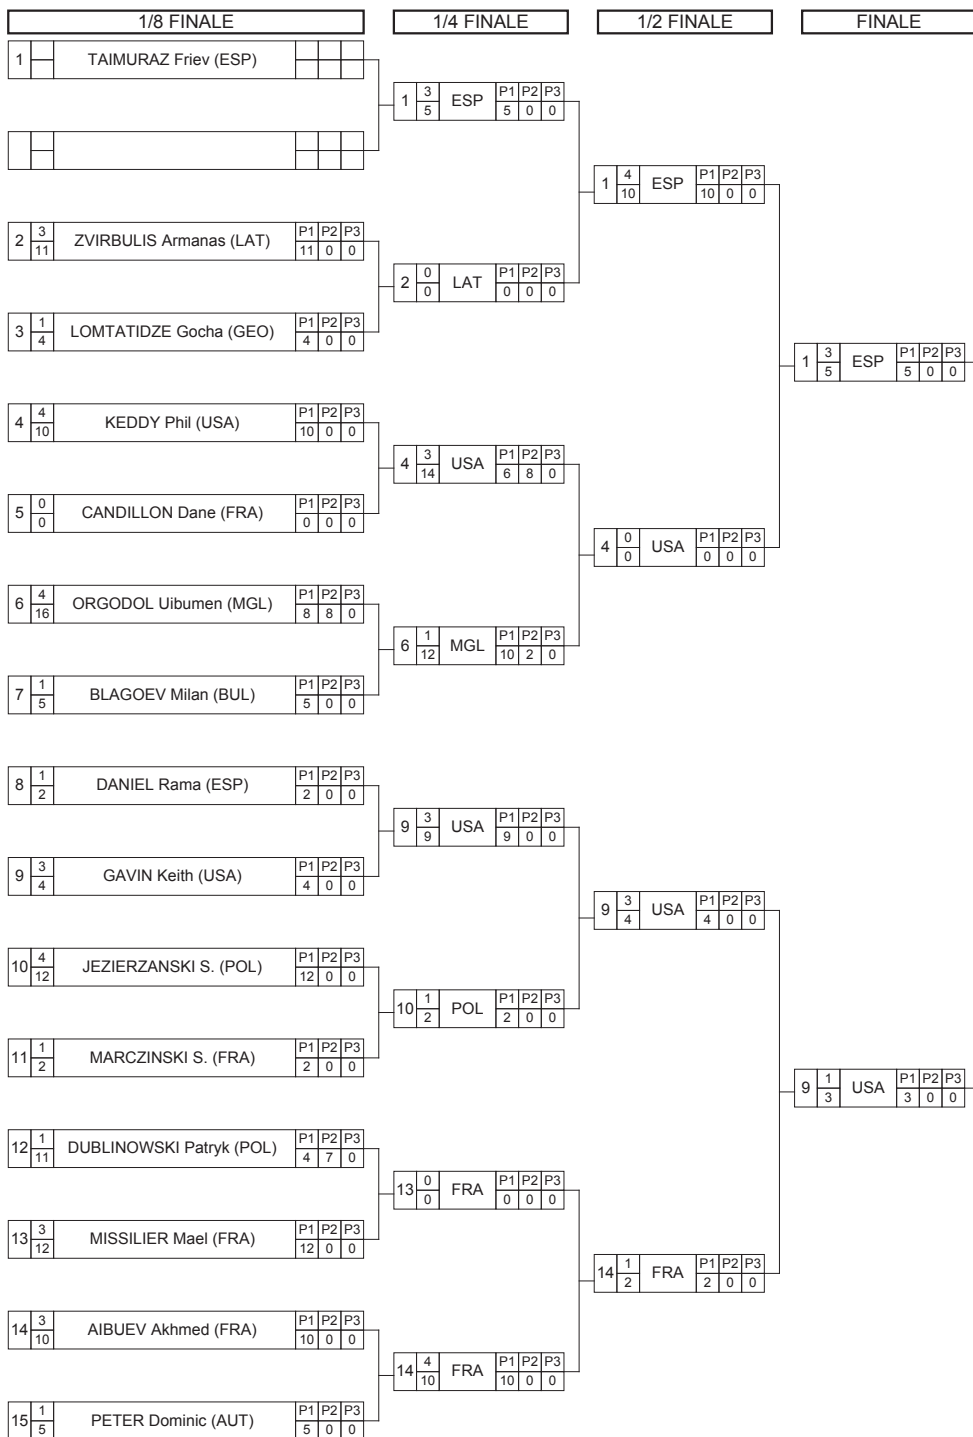 1/8 FINALE 1/4 FINALE 1/2 FINALE FINALE
1 TAIMURAZ Friev (ESP)
1 3 5 ESP P1 P2 P3 5 0 0
1 4 10 ESP P1 P2 P3 10 0 0
2 3 11 ZVIRBULIS Armanas (LAT) P1 P2 P3 11 0 0
2 0 0 LAT P1 P2 P3 0 0 0
3 1 4 LOMTATIDZE Gocha (GEO) P1 P2 P3 4 0 0
1 3 5 ESP P1 P2 P3 5 0 0
4 4 10 KEDDY Phil (USA) P1 P2 P3 10 0 0
4 3 14 USA P1 P2 P3 6 8 0
5 0 0 CANDILLON Dane (FRA) P1 P2 P3 0 0 0
4 0 0 USA P1 P2 P3 0 0 0
6 4 16 ORGODOL Uibumen (MGL) P1 P2 P3 8 8 0
6 1 12 MGL P1 P2 P3 10 2 0
7 1 5 BLAGOEV Milan (BUL) P1 P2 P3 5 0 0
8 1 2 DANIEL Rama (ESP) P1 P2 P3 2 0 0
9 3 9 USA P1 P2 P3 9 0 0
9 3 4 GAVIN Keith (USA) P1 P2 P3 4 0 0
9 3 4 USA P1 P2 P3 4 0 0
10 4 12 JEZIERZANSKI S. (POL) P1 P2 P3 12 0 0
10 1 2 POL P1 P2 P3 2 0 0
11 1 2 MARCZINSKI S. (FRA) P1 P2 P3 2 0 0
9 1 3 USA P1 P2 P3 3 0 0
12 1 11 DUBLINOWSKI Patryk (POL) P1 P2 P3 4 7 0
13 0 0 FRA P1 P2 P3 0 0 0
13 3 12 MISSILIER Mael (FRA) P1 P2 P3 12 0 0
14 1 2 FRA P1 P2 P3 2 0 0
14 3 10 AIBUEV Akhmed (FRA) P1 P2 P3 10 0 0
14 4 10 FRA P1 P2 P3 10 0 0
15 1 5 PETER Dominic (AUT) P1 P2 P3 5 0 0